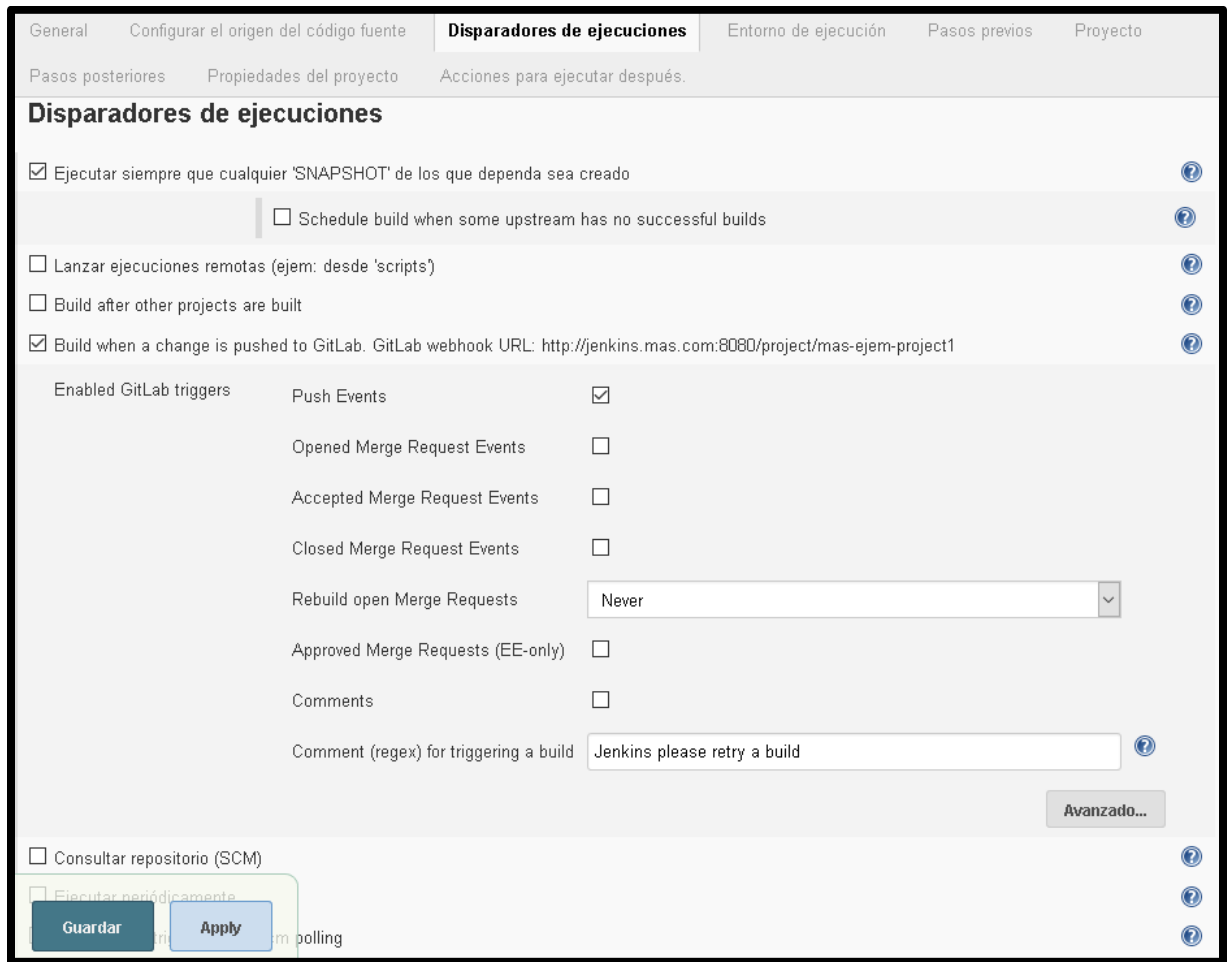 General Configurar el origen del código fuente Disparadores de ejecuciones Entorno de ejecución Pasos previos Proyecto
Pasos posteriores Propiedades del proyecto Acciones para ejecutar después.
Disparadores de ejecuciones
Ejecutar siempre que cualquier 'SNAPSHOT' de los que dependa sea creado
Schedule build when some upstream has no successful builds
Lanzar ejecuciones remotas (ejem: desde 'scripts')
Build after other projects are built
Build when a change is pushed to GitLab. GitLab webhook URL: http://jenkins.mas.com:8080/project/mas-ejem-project1
Enabled GitLab triggers
Push Events
Opened Merge Request Events
Accepted Merge Request Events
Closed Merge Request Events
Rebuild open Merge Requests Never
Approved Merge Requests (EE-only)
Comments
Comment (regex) for triggering a build Jenkins please retry a build
Avanzado...
Consultar repositorio (SCM)
Ejecutar periódicamente
Guardar Apply polling